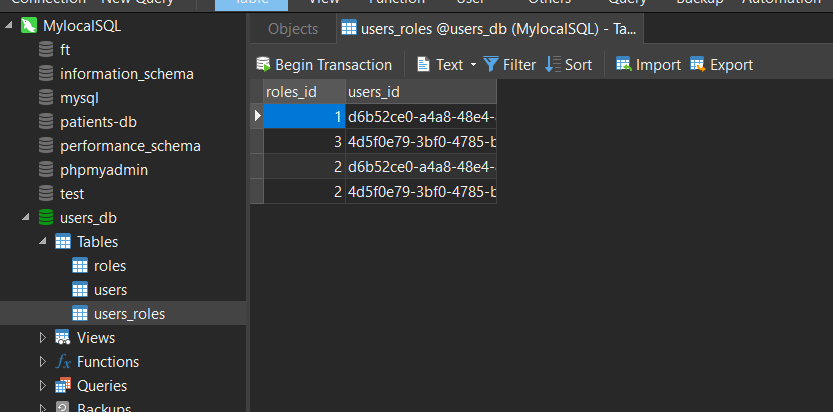 Connection New Query Table View Function User Others Query Backup Automation
MylocalSQL
ft
information_schema
mysql
patients-db
performance_schema
phpmyadmin
test
users_db
Tables
roles
users
users_roles
Views
Functions
Queries
Backups
Objects users_roles @users_db (MylocalSQL) - Ta...
Begin Transaction Text Filter Sort Import Export
roles_id users_id
1 d6b52ce0-a4a8-48e4-
3 4d5f0e79-3bf0-4785-b
2 d6b52ce0-a4a8-48e4-
2 4d5f0e79-3bf0-4785-b